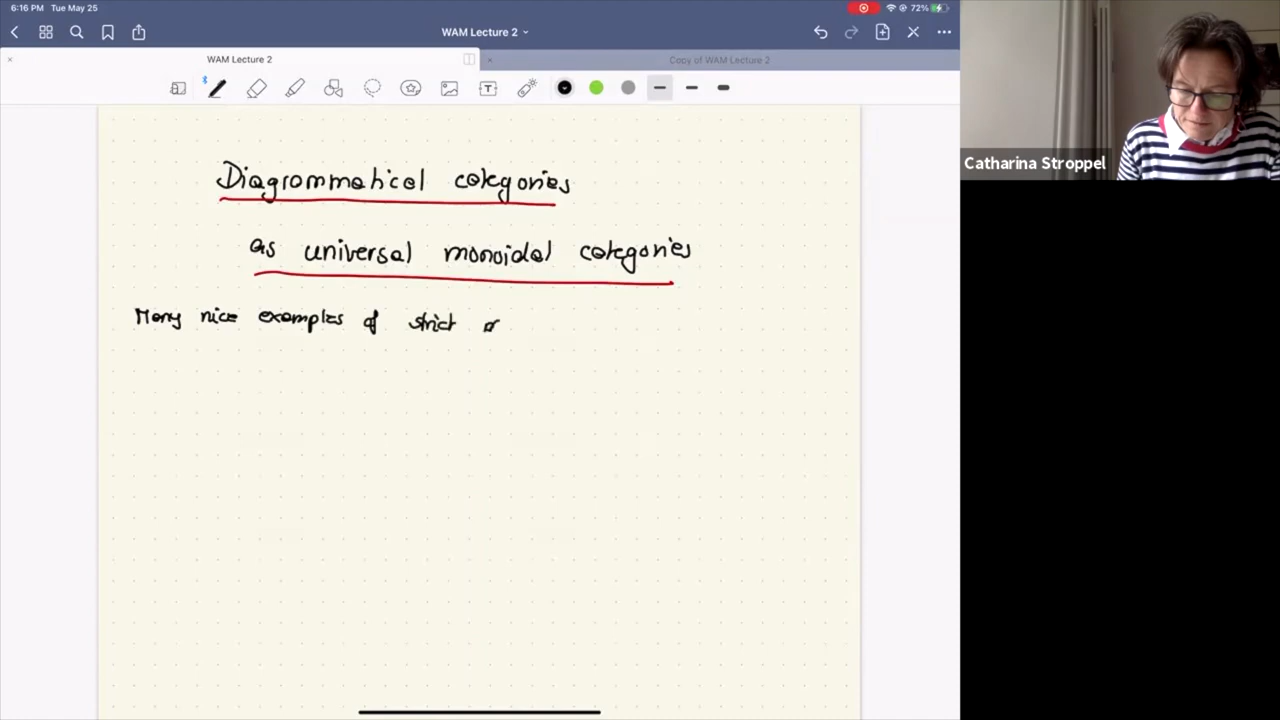 6:16 PM Tue May 25
72%
WAM Lecture 2
WAM Lecture 2
Copy of WAM Lecture 2
T
Catharina Stroppel
Diagrammatical categories
as universal monoidal categories
Many nice examples of strict